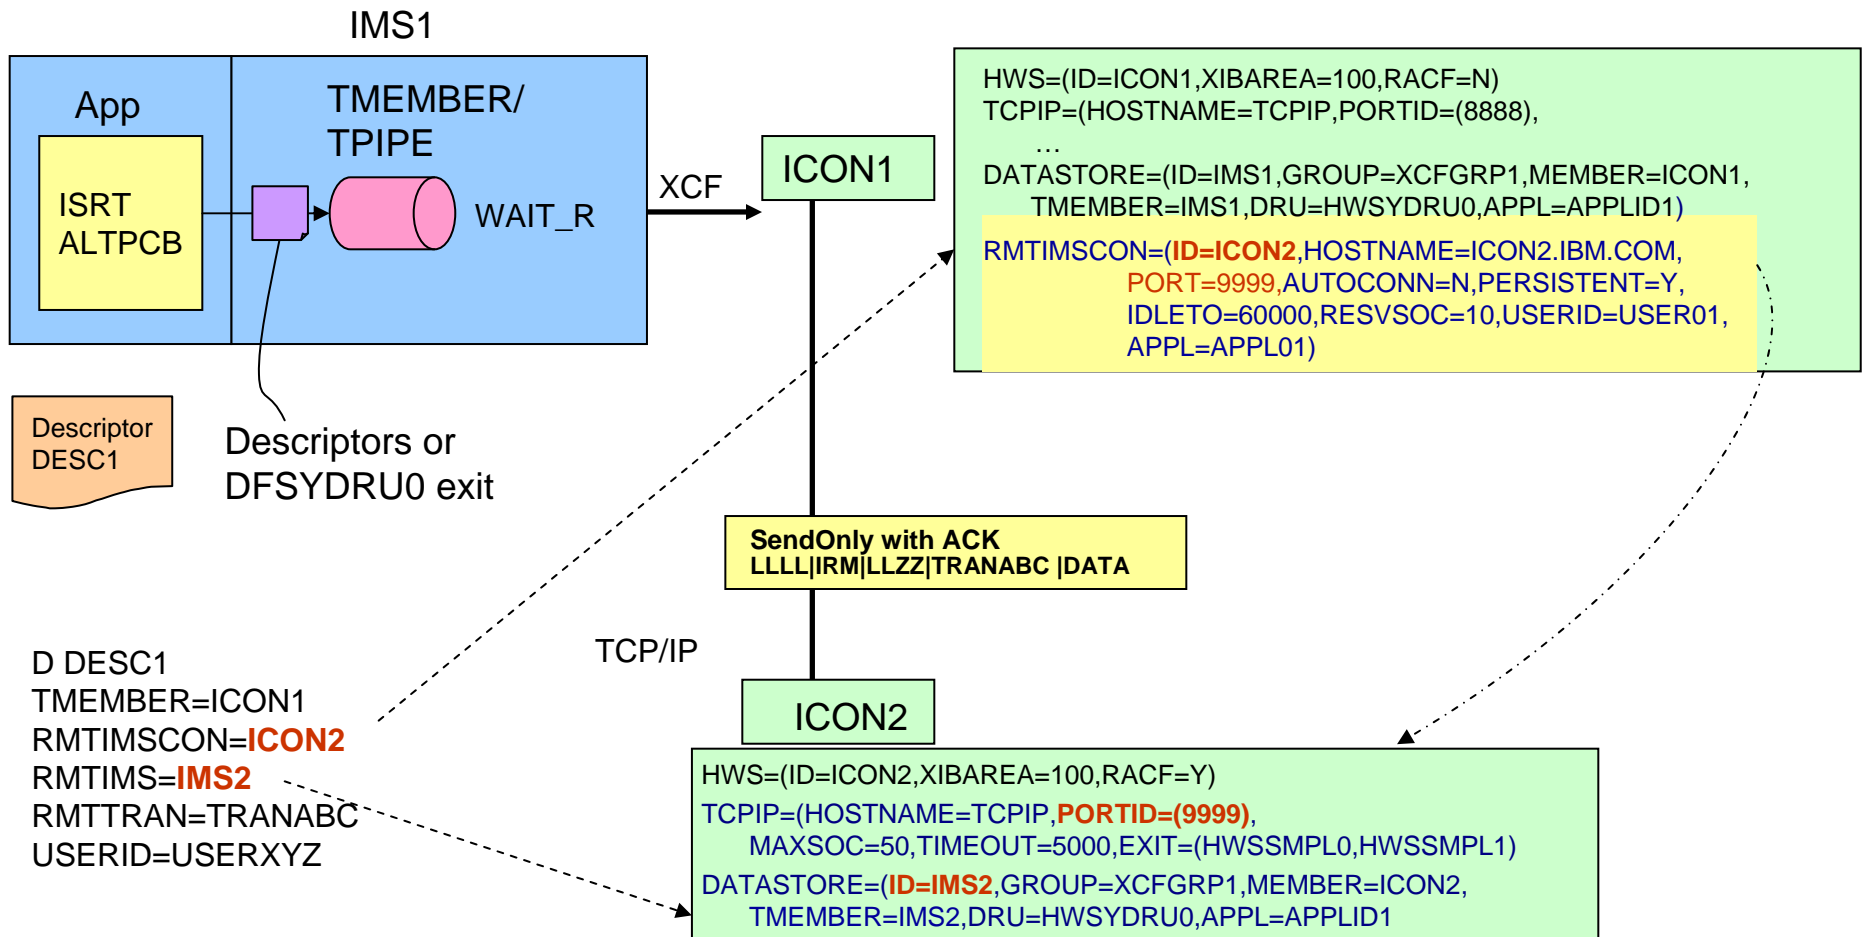 IMS1
App
ISRT
ALTPCB
TMEMBER/
TPIPE
WAIT_R
XCF
ICON1
HWS=(ID=ICON1,XIBAREA=100,RACF=N)
TCPIP=(HOSTNAME=TCPIP,PORTID=(8888),
…
DATASTORE=(ID=IMS1,GROUP=XCFGRP1,MEMBER=ICON1,
TMEMBER=IMS1,DRU=HWSYDRU0,APPL=APPLID1)
RMTIMSCON=(ID=ICON2,HOSTNAME=ICON2.IBM.COM,
PORT=9999,AUTOCONN=N,PERSISTENT=Y,
IDLETO=60000,RESVSOC=10,USERID=USER01,
APPL=APPL01)
Descriptor
DESC1
Descriptors or
DFSYDRU0 exit
SendOnly with ACK
LLLL|IRM|LLZZ|TRANABC |DATA
TCP/IP
D DESC1
TMEMBER=ICON1
RMTIMSCON=ICON2
RMTIMS=IMS2
RMTTRAN=TRANABC
USERID=USERXYZ
ICON2
HWS=(ID=ICON2,XIBAREA=100,RACF=Y)
TCPIP=(HOSTNAME=TCPIP,PORTID=(9999),
MAXSOC=50,TIMEOUT=5000,EXIT=(HWSSMPL0,HWSSMPL1)
DATASTORE=(ID=IMS2,GROUP=XCFGRP1,MEMBER=ICON2,
TMEMBER=IMS2,DRU=HWSYDRU0,APPL=APPLID1